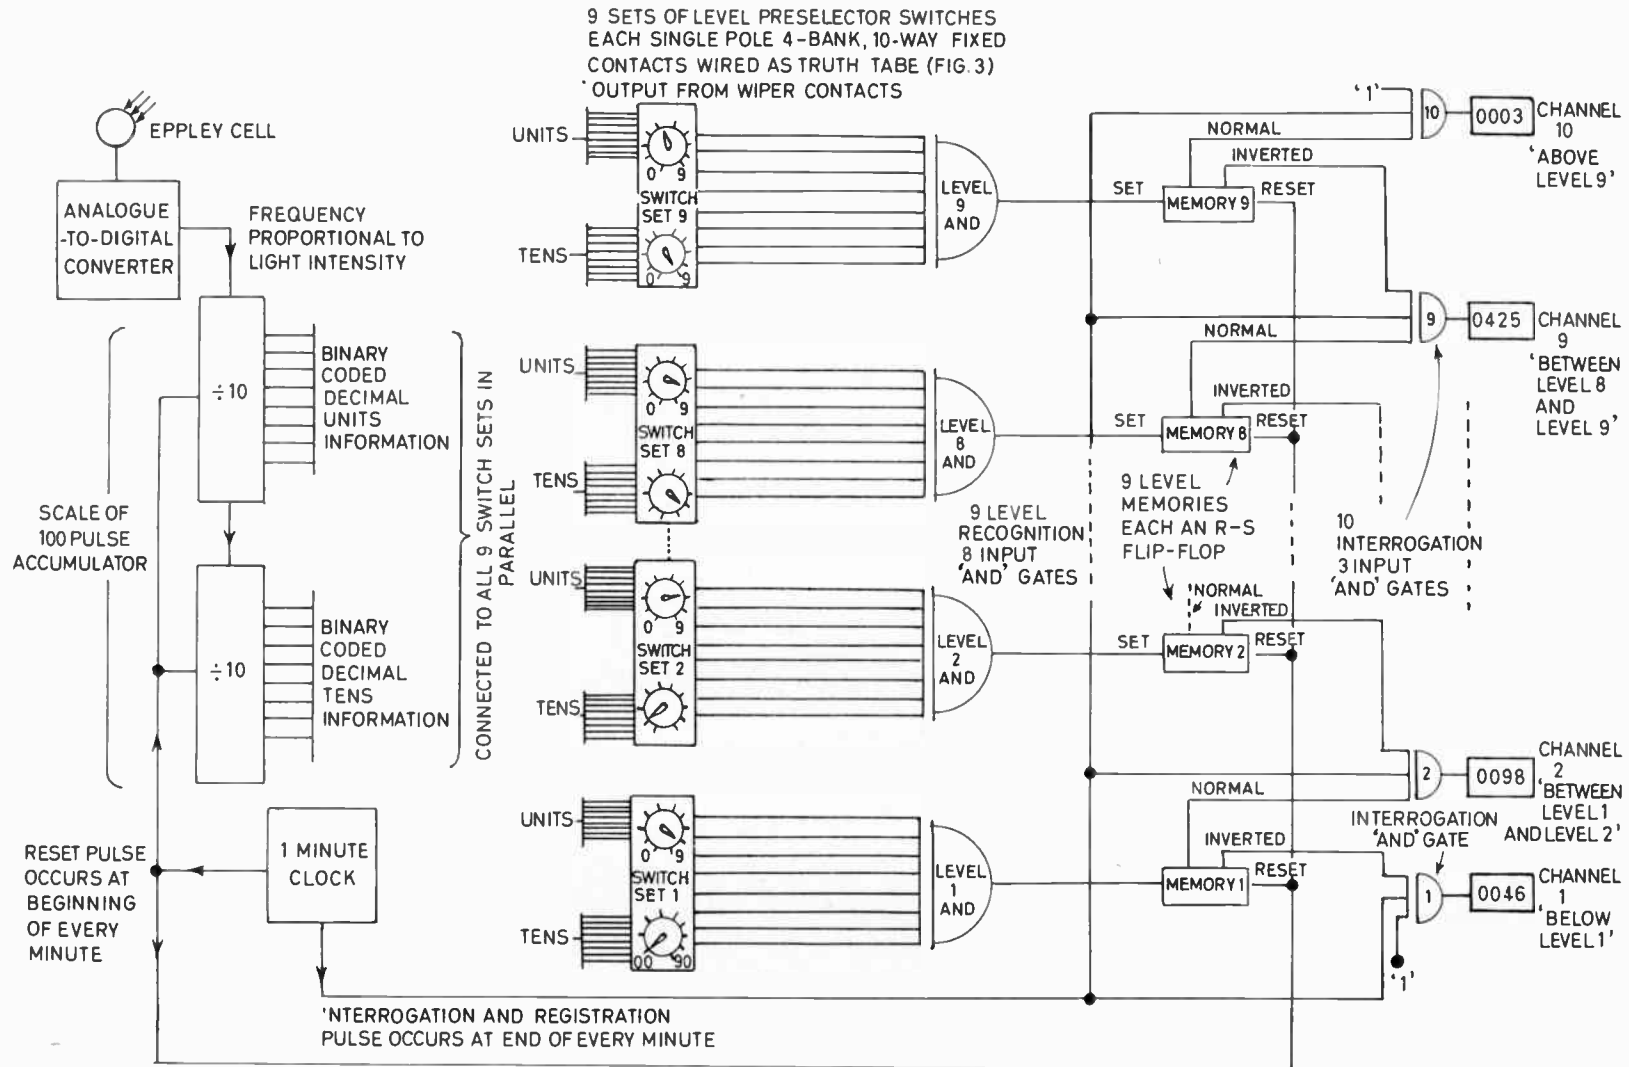 9 SETS OF LEVEL PRESELECTOR SWITCHES
EACH SINGLE POLE 4-BANK, 10-WAY FIXED
CONTACTS WIRED AS TRUTH TABE (FIG. 3)
OUTPUT FROM WIPER CONTACTS
EPPLEY CELL
ANALOGUE
-TO-DIGITAL
CONVERTER
FREQUENCY
PROPORTIONAL TO
LIGHT INTENSITY
÷10
BINARY
CODED
DECIMAL
UNITS
INFORMATION
SCALE OF
100 PULSE
ACCUMULATOR
÷10
BINARY
CODED
DECIMAL
TENS
INFORMATION
CONNECTED TO ALL 9 SWITCH SETS IN
PARALLEL
RESET PULSE
OCCURS AT
BEGINNING
OF EVERY
MINUTE
1 MINUTE
CLOCK
'NTERROGATION AND REGISTRATION
PULSE OCCURS AT END OF EVERY MINUTE
UNITS
0 9
SWITCH
SET 9
TENS
0 9
LEVEL
9
AND
SET
MEMORY 9
RESET
NORMAL
INVERTED
'1'
10
0003
CHANNEL
10
'ABOVE
LEVEL 9'
UNITS
0 9
SWITCH
SET 8
TENS
LEVEL
8
AND
SET
MEMORY 8
RESET
NORMAL
INVERTED
9
0425
CHANNEL
9
'BETWEEN
LEVEL 8
AND
LEVEL 9'
9 LEVEL
RECOGNITION
8 INPUT
'AND' GATES
9 LEVEL
MEMORIES
EACH AN R-S
FLIP-FLOP
10
INTERROGATION
3 INPUT
'AND' GATES
UNITS
0 9
SWITCH
SET 2
TENS
LEVEL
2
AND
SET
MEMORY 2
RESET
'NORMAL
INVERTED
2
0098
CHANNEL
2
'BETWEEN
LEVEL 1
AND LEVEL 2'
UNITS
0 9
SWITCH
SET 1
TENS
00 90
LEVEL
1
AND
SET
MEMORY 1
RESET
NORMAL
INVERTED
INTERROGATION
'AND' GATE
1
'1'
0046
CHANNEL
1
'BELOW
LEVEL 1'